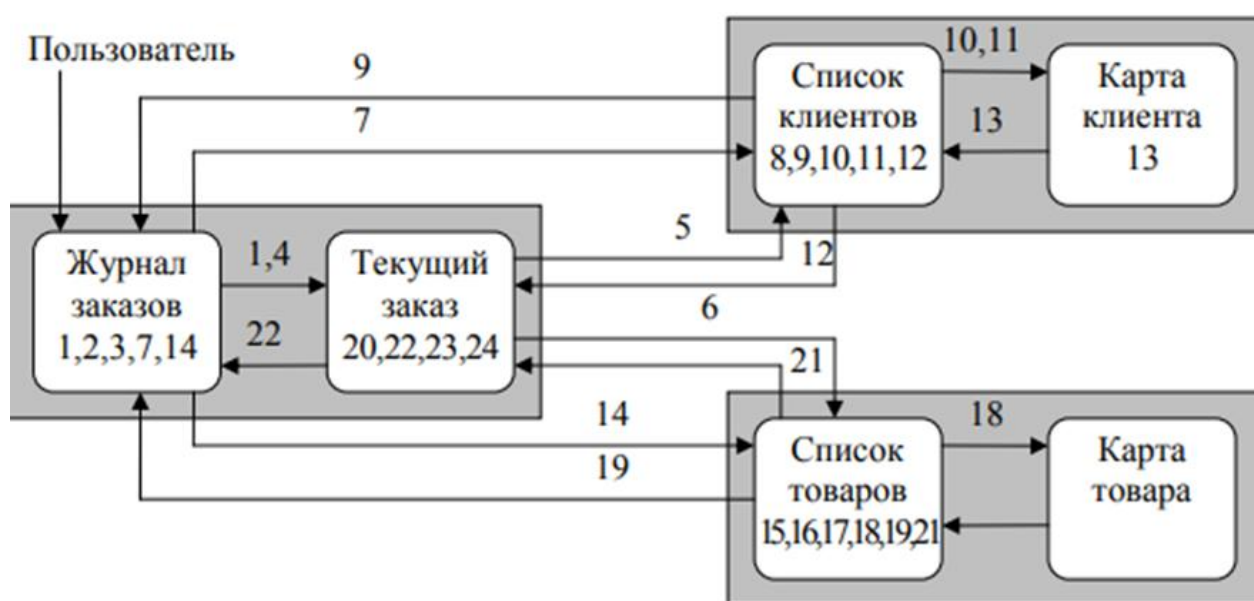 Пользователь
9
7
Список
клиентов
8,9,10,11,12
10,11
13
Карта
клиента
13
Журнал
заказов
1,2,3,7,14
1,4
22
Текущий
заказ
20,22,23,24
5
12
6
21
14
19
Список
товаров
15,16,17,18,19,21
18
Карта
товара